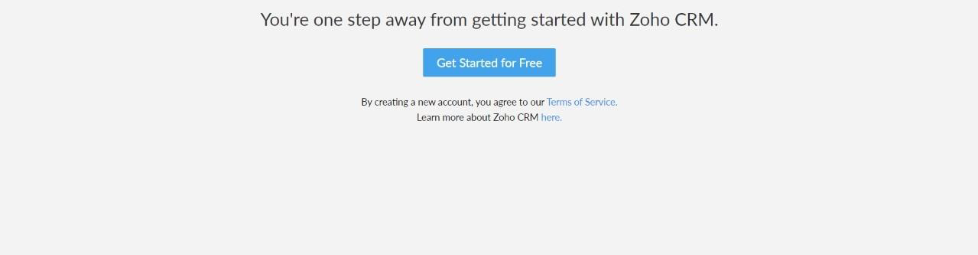 You're one step away from getting started with Zoho CRM.
Get Started for Free
By creating a new account, you agree to our Terms of Service.
Learn more about Zoho CRM here.